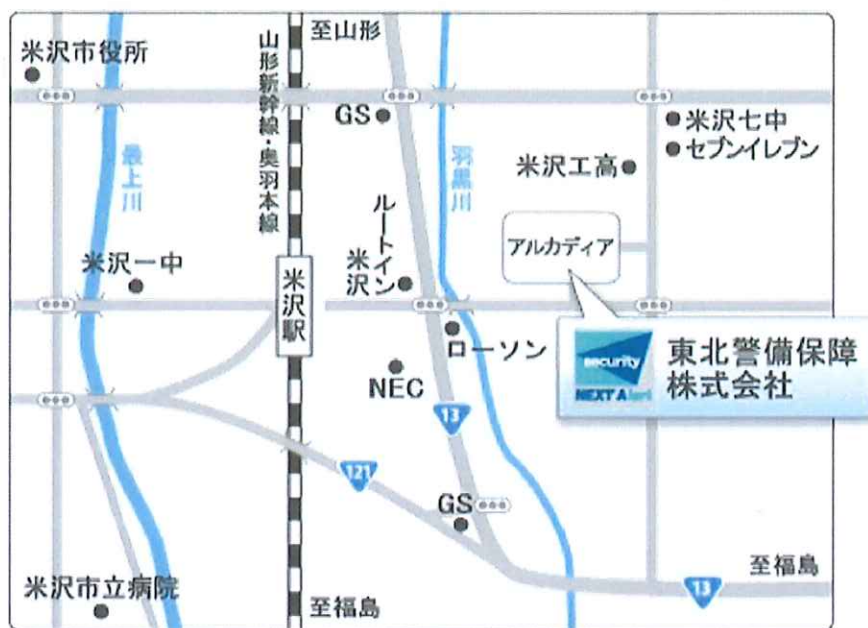 至山形
米沢市役所
山形新幹線・奥羽本線
GS
米沢七中
セブンイレブン
最上川
羽黒川
米沢工高
アルカディア
ルートイン
米沢
米沢一中
米沢駅
ローソン
security
NEXT Alert
東北警備保障
株式会社
NEC
13
121
GS
至福島
13
米沢市立病院
至福島